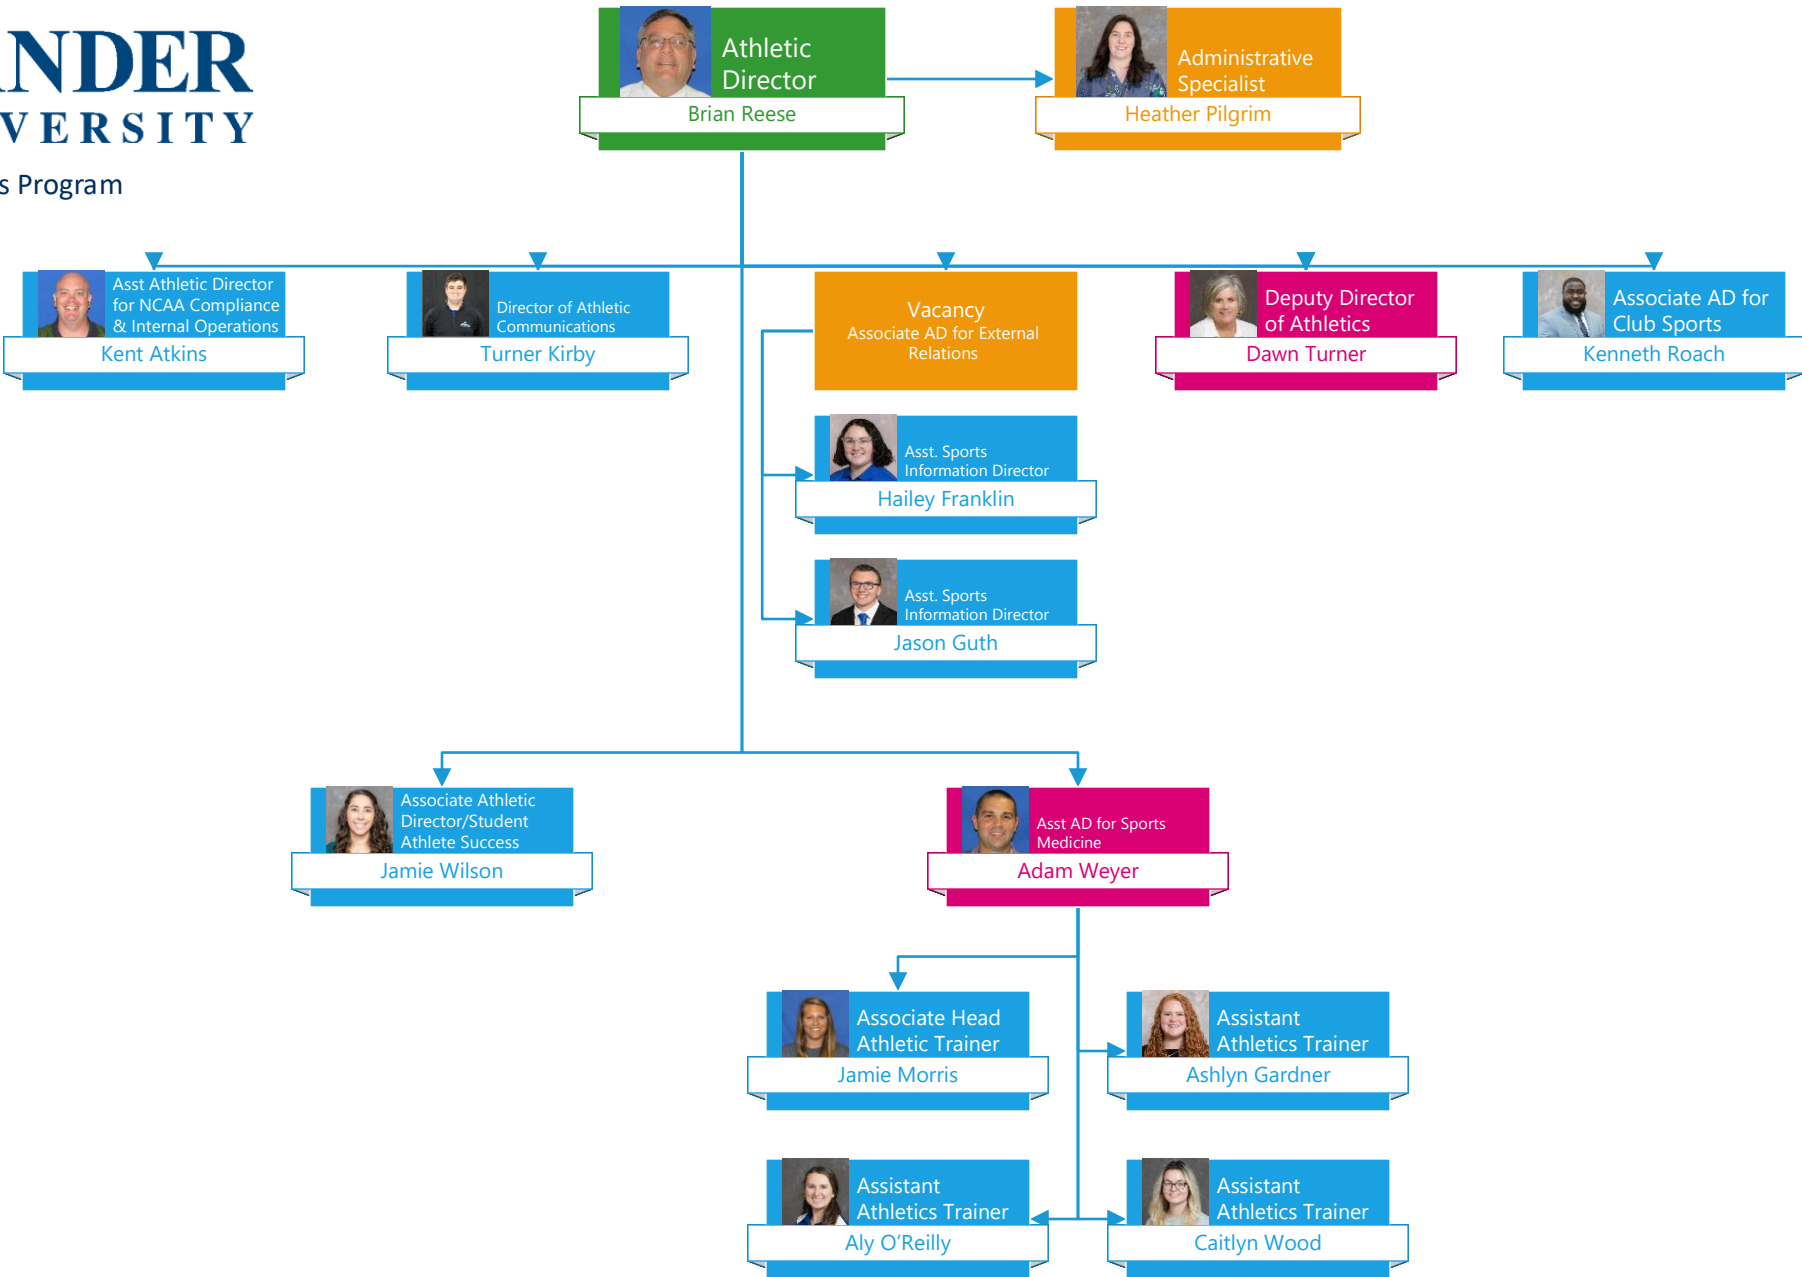 ANDER
VERSITY
s Program
Athletic
Director
Brian Reese
Administrative
Specialist
Heather Pilgrim
Asst Athletic Director
for NCAA Compliance
& Internal Operations
Kent Atkins
Director of Athletic
Communications
Turner Kirby
Vacancy
Associate AD for External
Relations
Deputy Director
of Athletics
Dawn Turner
Associate AD for
Club Sports
Kenneth Roach
Asst. Sports
Information Director
Hailey Franklin
Asst. Sports
Information Director
Jason Guth
Associate Athletic
Director/Student
Athlete Success
Jamie Wilson
Asst AD for Sports
Medicine
Adam Weyer
Associate Head
Athletic Trainer
Jamie Morris
Assistant
Athletics Trainer
Ashlyn Gardner
Assistant
Athletics Trainer
Aly O’Reilly
Assistant
Athletics Trainer
Caitlyn Wood